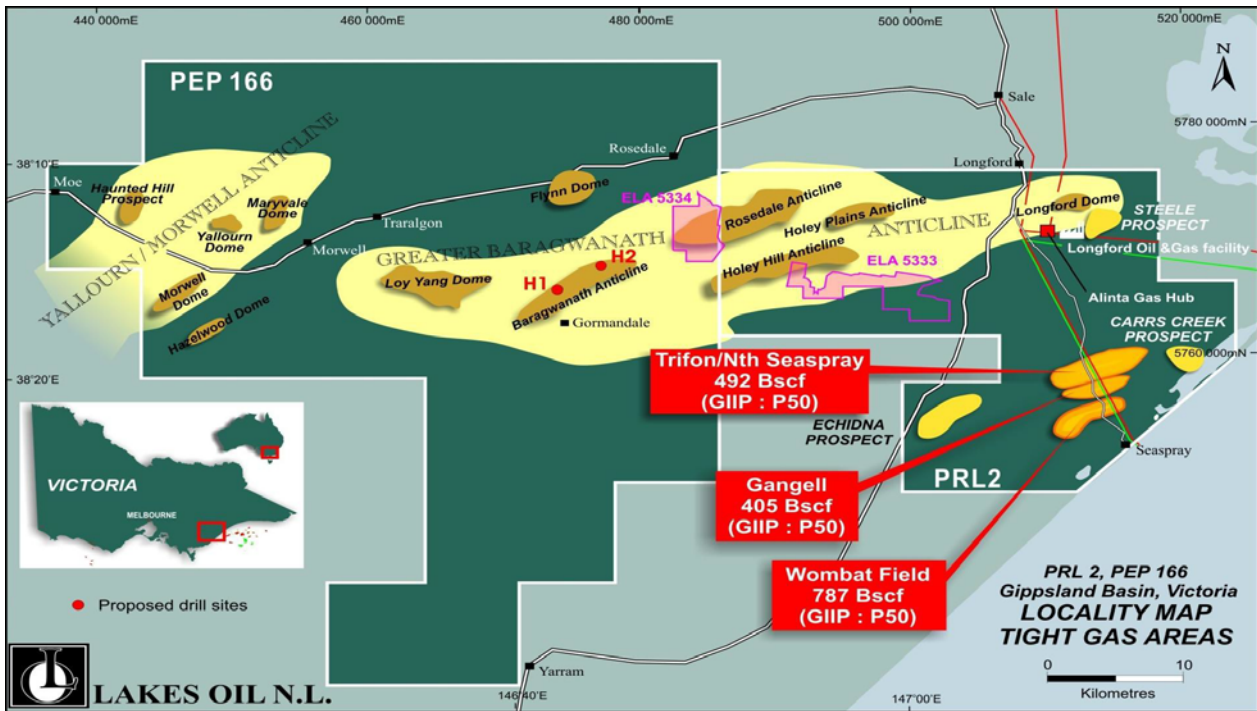 440 000mE
460 000mE
480 000mE
500 000mE
520 000mE
N
PEP 166
Sale
5780 000mN
38°10'
Moe
Rosedale
Longford
YALLOURN / MORWELL ANTICLINE
Haunted Hill
Prospect
Maryvale
Dome
Yallourn
Dome
Traralgon
Morwell
Flynn Dome
ELA 5334
Rosedale Anticline
Holey Plains Anticline
Longford Dome
STEELE
PROSPECT
GREATER BARAGWANATH
ANTICLINE
Longford Oil &Gas facility
Holey Hill Anticline
ELA 5333
Morwell
Dome
Loy Yang Dome
H2
H1
Baragwanath Anticline
Alinta Gas Hub
Hazelwood Dome
Gormandale
CARRS CREEK
PROSPECT
5760 000mN
38°20'
Trifon/Nth Seaspray
492 Bscf
(GIIP : P50)
ECHIDNA
PROSPECT
Seaspray
PRL2
Gangell
405 Bscf
(GIIP : P50)
VICTORIA
MELBOURNE
Wombat Field
787 Bscf
(GIIP : P50)
Proposed drill sites
PRL 2, PEP 166
Gippsland Basin, Victoria
LOCALITY MAP
TIGHT GAS AREAS
0 10
Kilometres
Yarram
146°40'E
147°00'E
LAKES OIL N.L.